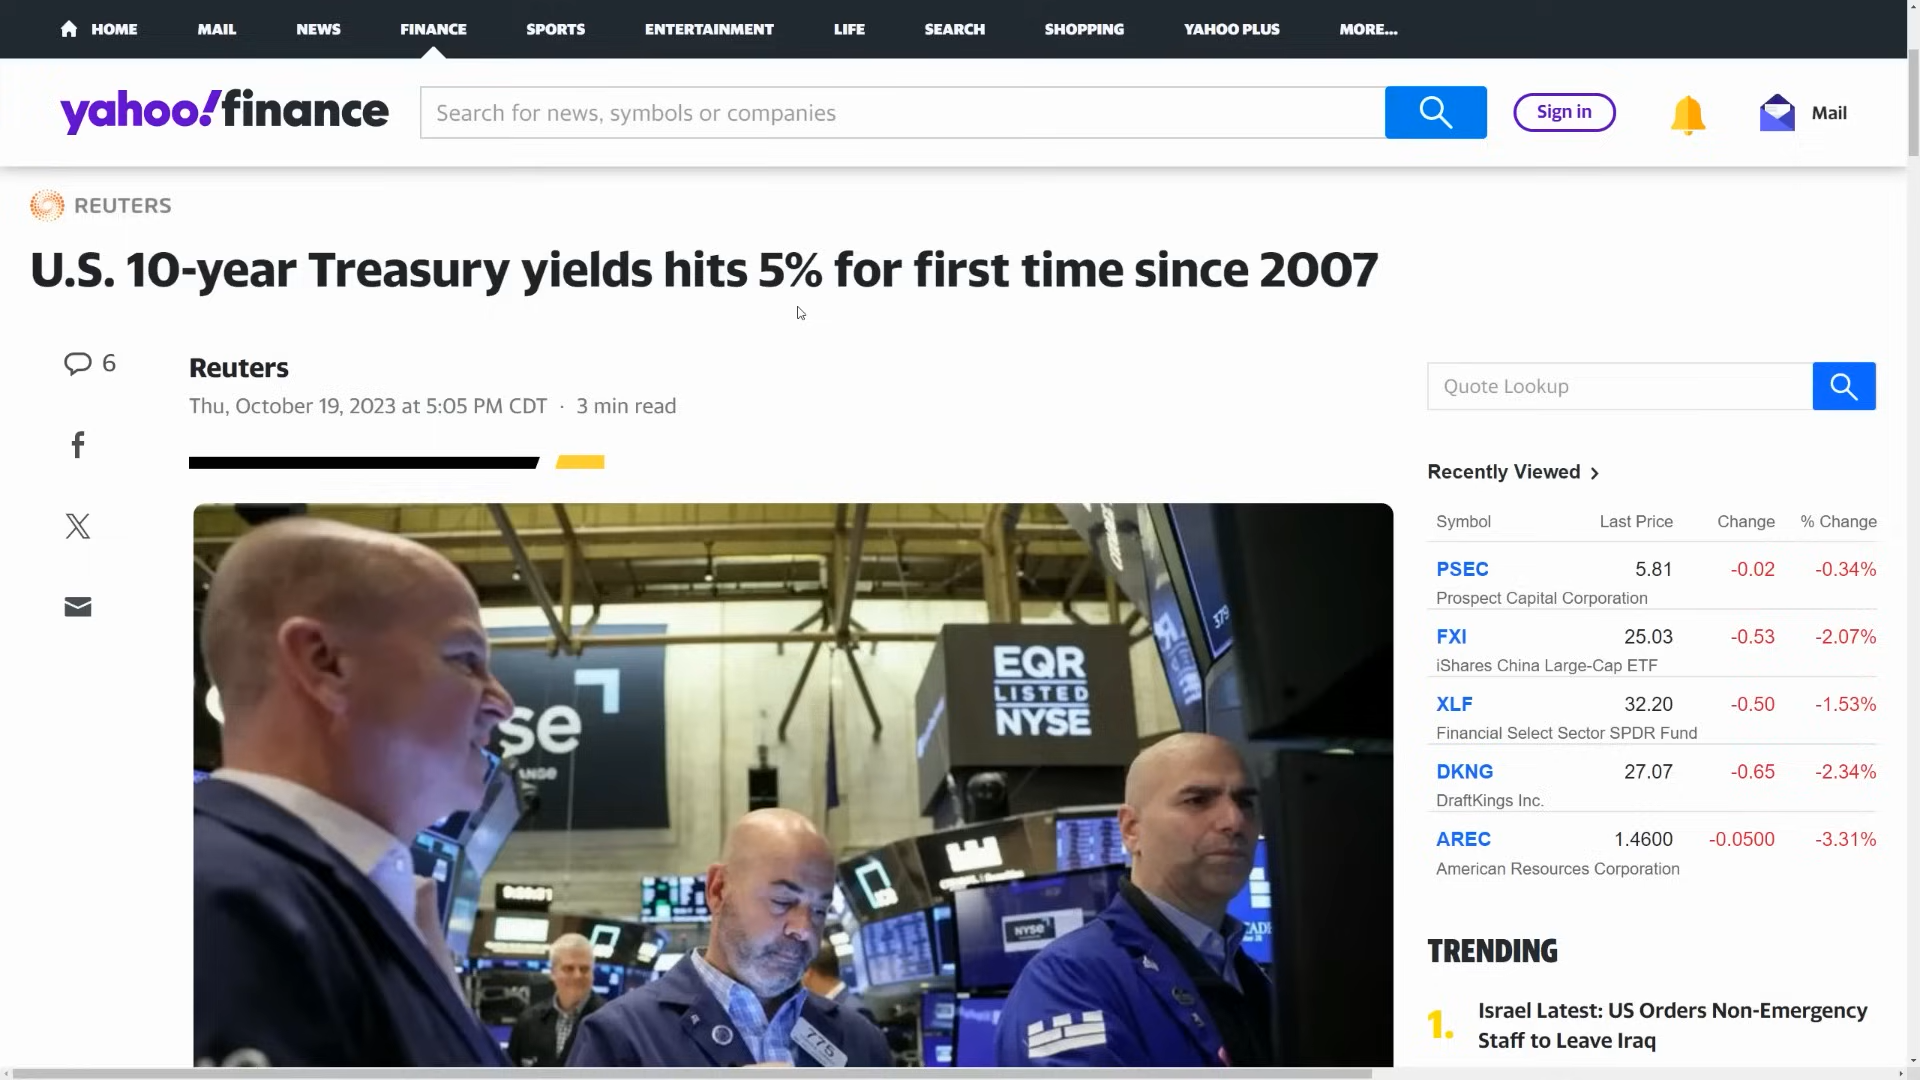 HOME
MAIL
NEWS
FINANCE
SPORTS
ENTERTAINMENT
LIFE
SEARCH
SHOPPING
YAHOO PLUS
MORE...
yahoo!finance
Search for news, symbols or companies
Sign in
Mail
REUTERS
U.S. 10-year Treasury yields hits 5% for first time since 2007
6
Reuters
Thu, October 19, 2023 at 5:05 PM CDT · 3 min read
Quote Lookup
Recently Viewed
Symbol Last Price Change % Change
PSEC 5.81 -0.02 -0.34%
Prospect Capital Corporation
FXI 25.03 -0.53 -2.07%
iShares China Large-Cap ETF
XLF 32.20 -0.50 -1.53%
Financial Select Sector SPDR Fund
DKNG 27.07 -0.65 -2.34%
DraftKings Inc.
AREC 1.4600 -0.0500 -3.31%
American Resources Corporation
TRENDING
1. Israel Latest: US Orders Non-Emergency
Staff to Leave Iraq
se
EQR
LISTED
NYSE
379
NYSE
775